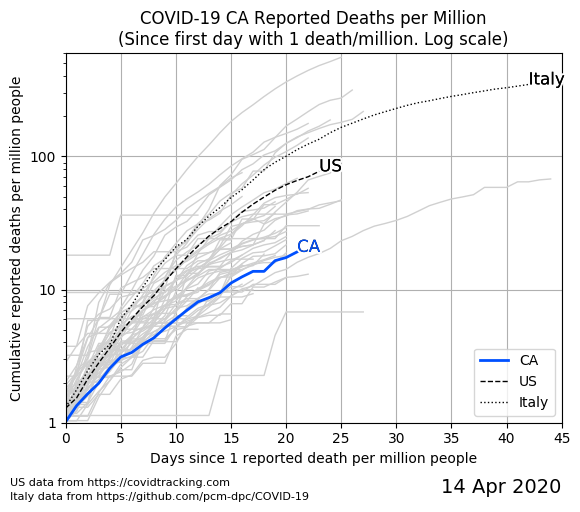 COVID-19 CA Reported Deaths per Million
(Since first day with 1 death/million. Log scale)
Cumulative reported deaths per million people
100
10
1
Italy
US
CA
CA
US
Italy
0 5 10 15 20 25 30 35 40 45
Days since 1 reported death per million people
US data from https://covidtracking.com
Italy data from https://github.com/pcm-dpc/COVID-19
14 Apr 2020